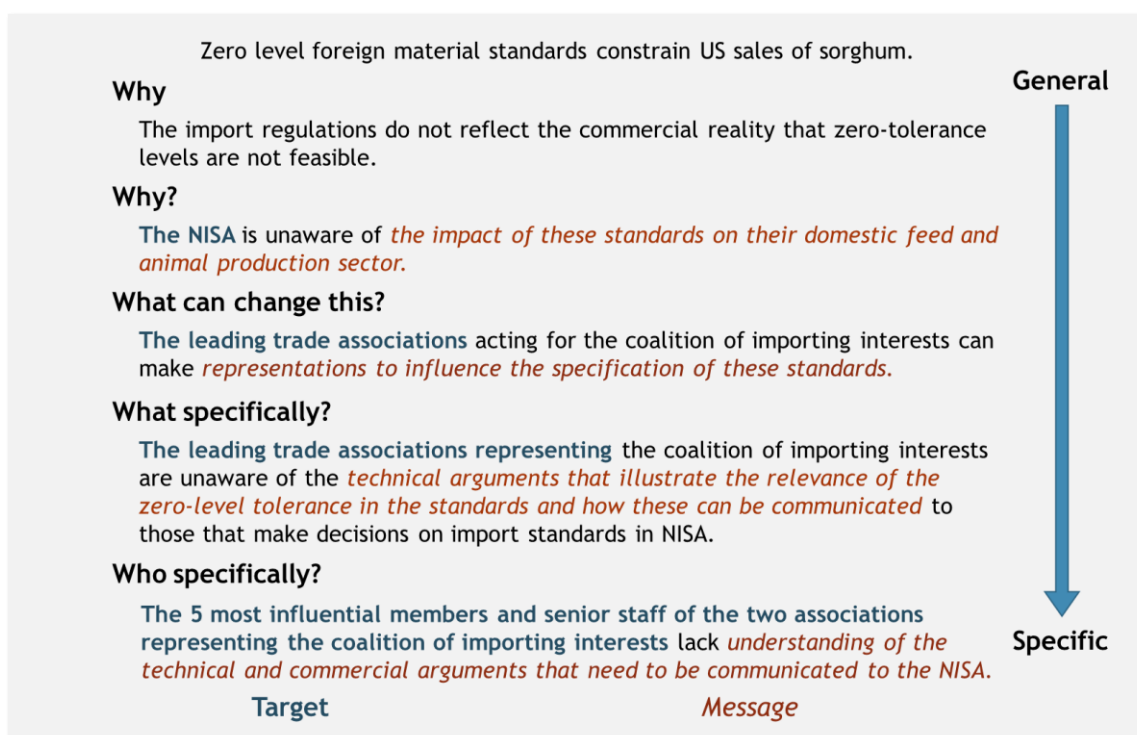 Zero level foreign material standards constrain US sales of sorghum.
General
Why
The import regulations do not reflect the commercial reality that zero-tolerance
levels are not feasible.
Why?
The NISA is unaware of the impact of these standards on their domestic feed and
animal production sector.
What can change this?
The leading trade associations acting for the coalition of importing interests can
make representations to influence the specification of these standards.
What specifically?
The leading trade associations representing the coalition of importing interests
are unaware of the technical arguments that illustrate the relevance of the
zero-level tolerance in the standards and how these can be communicated to
those that make decisions on import standards in NISA.
Who specifically?
The 5 most influential members and senior staff of the two associations
representing the coalition of importing interests lack understanding of the
technical and commercial arguments that need to be communicated to the NISA.
Specific
Target
Message